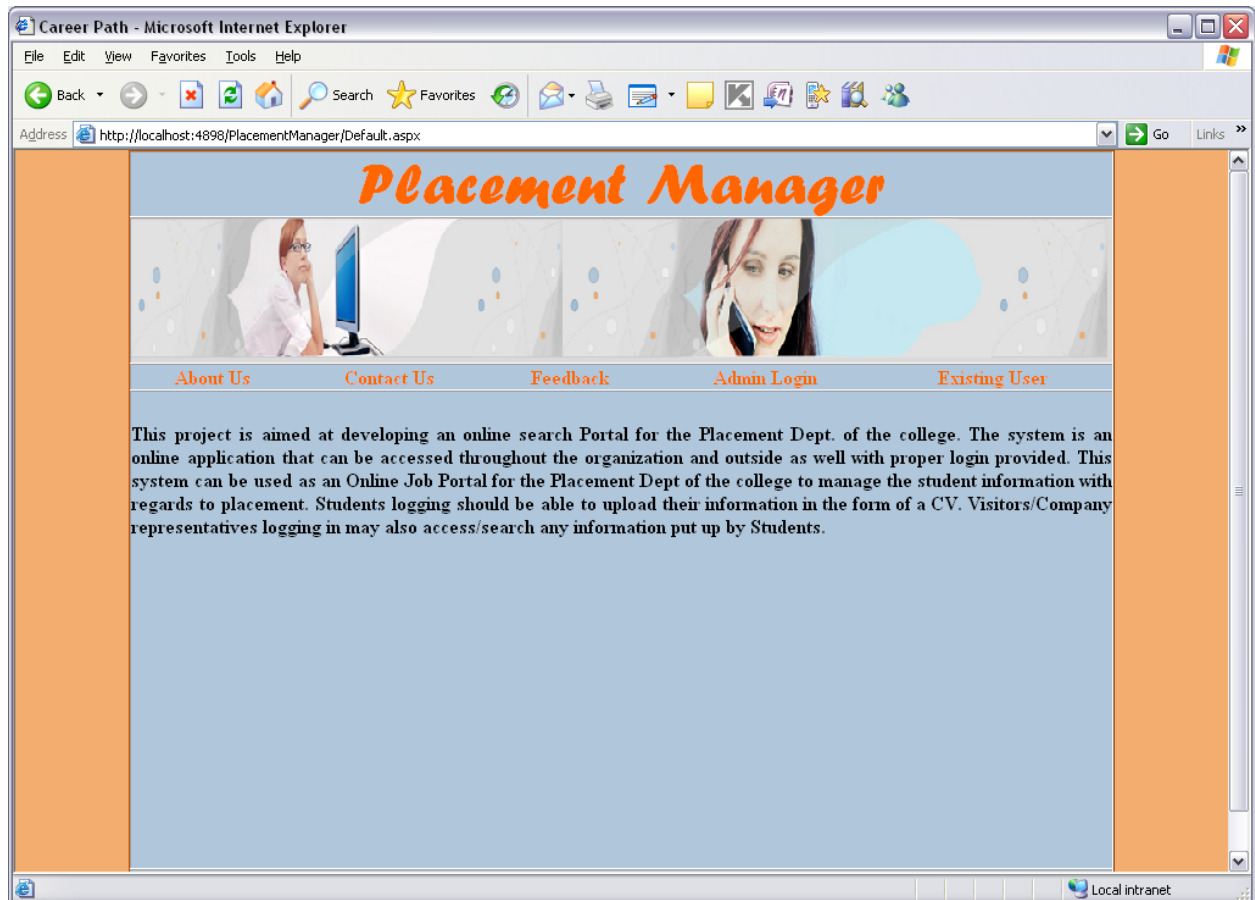 Career Path - Microsoft Internet Explorer
File Edit View Favorites Tools Help
Back Search Favorites
Address http://localhost:4898/PlacementManager/Default.aspx Go Links »
Placement Manager
About Us Contact Us Feedback Admin Login Existing User
This project is aimed at developing an online search Portal for the Placement Dept. of the college. The system is an
online application that can be accessed throughout the organization and outside as well with proper login provided. This
system can be used as an Online Job Portal for the Placement Dept of the college to manage the student information with
regards to placement. Students logging should be able to upload their information in the form of a CV. Visitors/Company
representatives logging in may also access/search any information put up by Students.
Local intranet